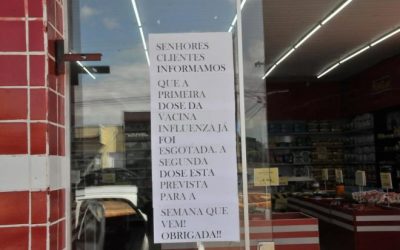 SENHORES
CLIENTES
INFORMAMOS
QUE A
PRIMEIRA
DOSE DA
VACINA
INFLUENZA JÁ
FOI
ESGOTADA. A
SEGUNDA
DOSE ESTA
PREVISTA
PARA A
SEMANA QUE
VEM!
OBRIGADA!!